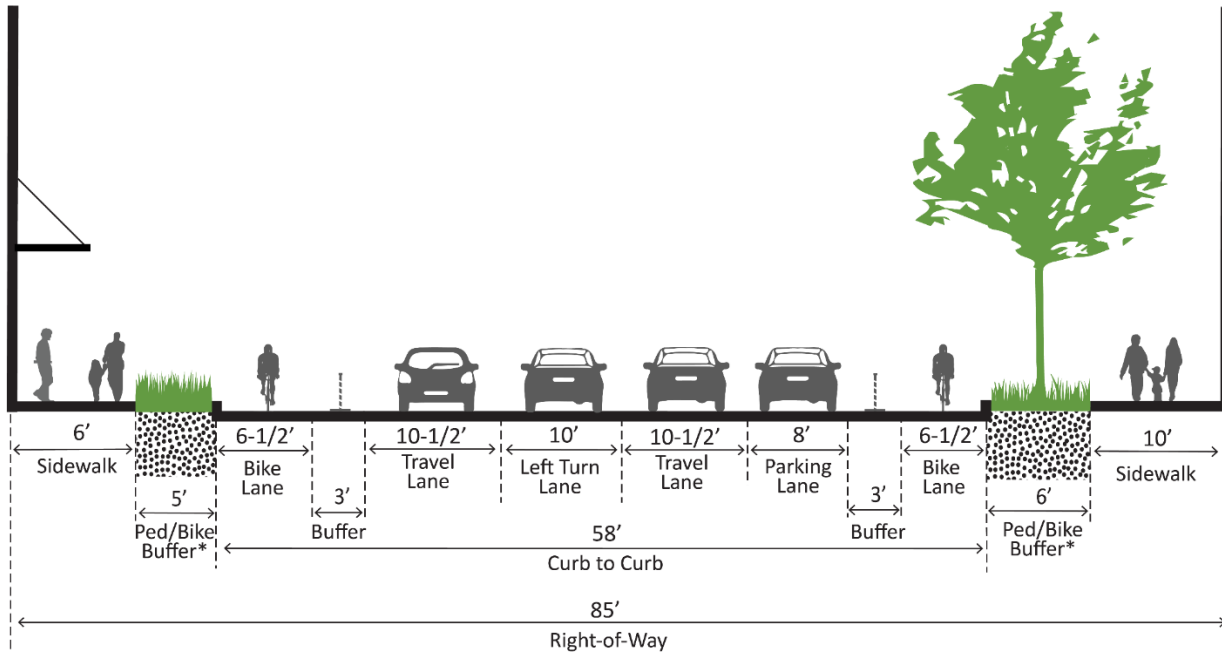 6’
Sidewalk
5’
Ped/Bike
Buffer*
6-1/2’
Bike
Lane
3’
Buffer
10-1/2’
Travel
Lane
10’
Left Turn
Lane
10-1/2’
Travel
Lane
8’
Parking
Lane
3’
Buffer
6-1/2’
Bike
Lane
6’
Ped/Bike
Buffer*
10’
Sidewalk
58’
Curb to Curb
85’
Right-of-Way